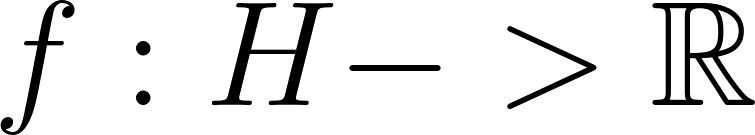 f : H− > ℝ